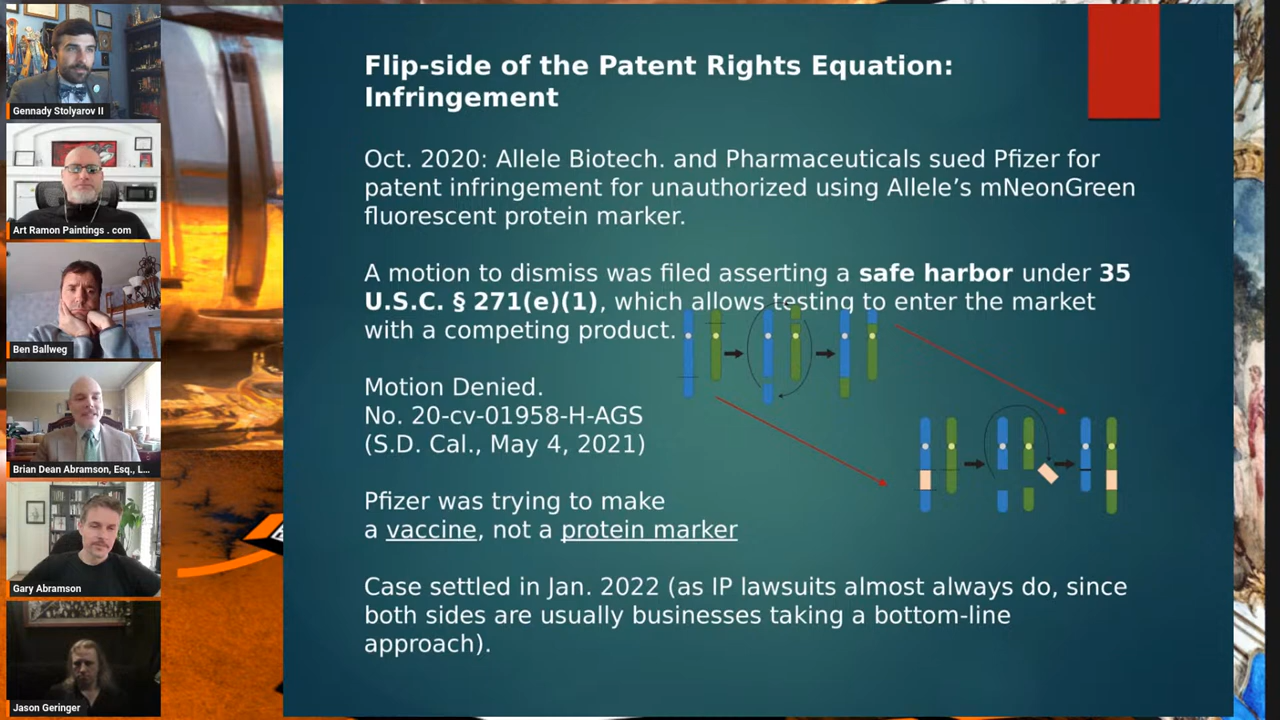 Gennady Stolyarov II
Art Ramon Paintings . com
Ben Ballweg
Brian Dean Abramson, Esq., L...
Gary Abramson
Jason Geringer
Flip-side of the Patent Rights Equation:
Infringement
Oct. 2020: Allele Biotech. and Pharmaceuticals sued Pfizer for
patent infringement for unauthorized using Allele’s mNeonGreen
fluorescent protein marker.
A motion to dismiss was filed asserting a safe harbor under 35
U.S.C. § 271(e)(1), which allows testing to enter the market
with a competing product.
Motion Denied.
No. 20-cv-01958-H-AGS
(S.D. Cal., May 4, 2021)
Pfizer was trying to make
a vaccine, not a protein marker
Case settled in Jan. 2022 (as IP lawsuits almost always do, since
both sides are usually businesses taking a bottom-line
approach).